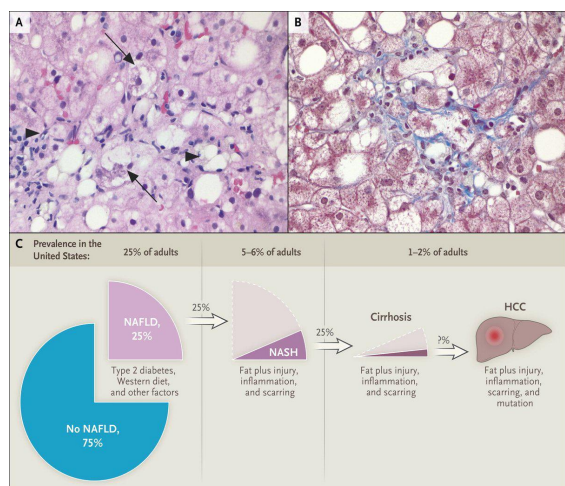 A
B
C
Prevalence in the
United States:
25% of adults
5–6% of adults
1–2% of adults
NAFLD,
25%
25%
NASH
25%
Cirrhosis
?%
HCC
Type 2 diabetes,
Western diet,
and other factors
Fat plus injury,
inflammation,
and scarring
Fat plus injury,
inflammation,
and scarring
Fat plus injury,
inflammation,
scarring, and
mutation
No NAFLD,
75%